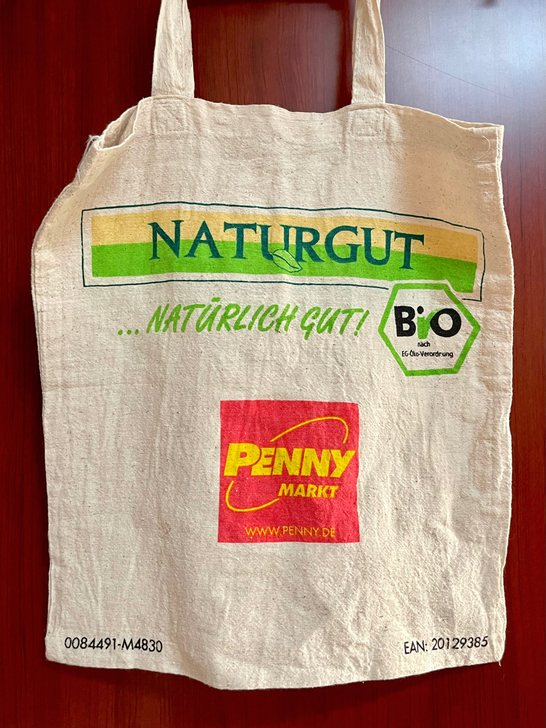 NATURGUT
... NATÜRLICH GUT!
BiO
nach
EG-Öko-Verordnung
PENNY
MARKT
WWW.PENNY.DE
0084491-M4830
EAN: 20129385